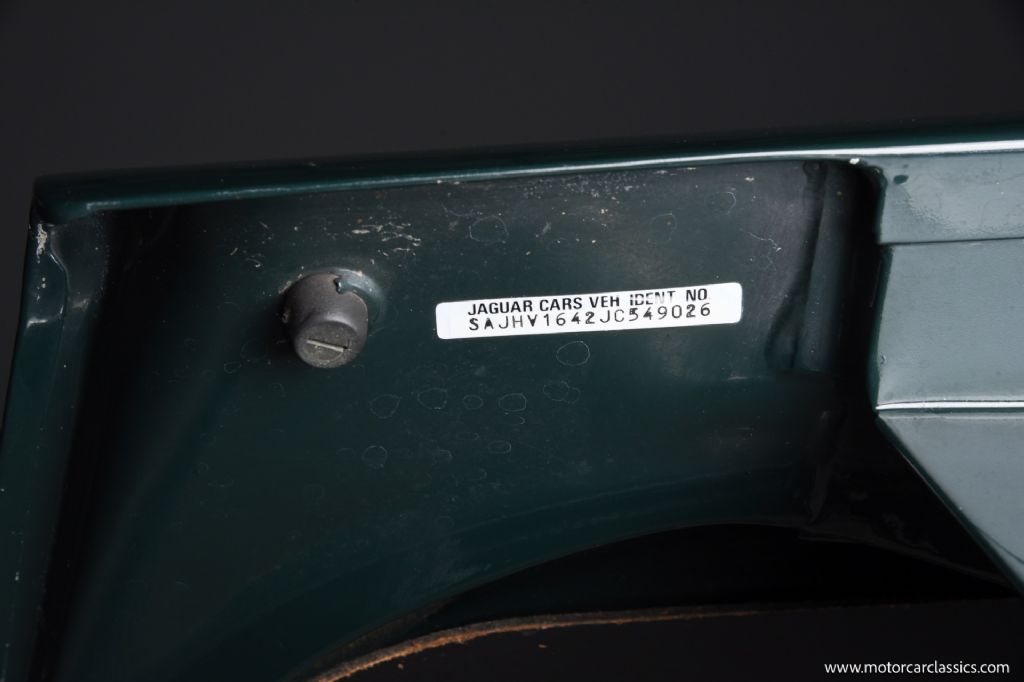 JAGUAR CARS VEH IDENT NO
SAJHV1642JC549026
www.motorcarclassics.com